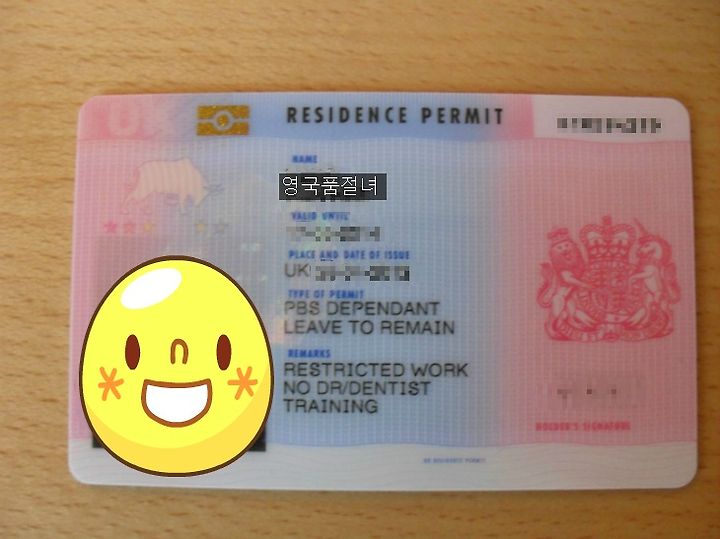 RESIDENCE PERMIT
NAME
영국품절녀
VALID UNTIL
PLACE AND DATE OF ISSUE
UK
TYPE OF PERMIT
PBS DEPENDANT
LEAVE TO REMAIN
REMARKS
RESTRICTED WORK
NO DR/DENTIST
TRAINING
HOLDER'S SIGNATURE